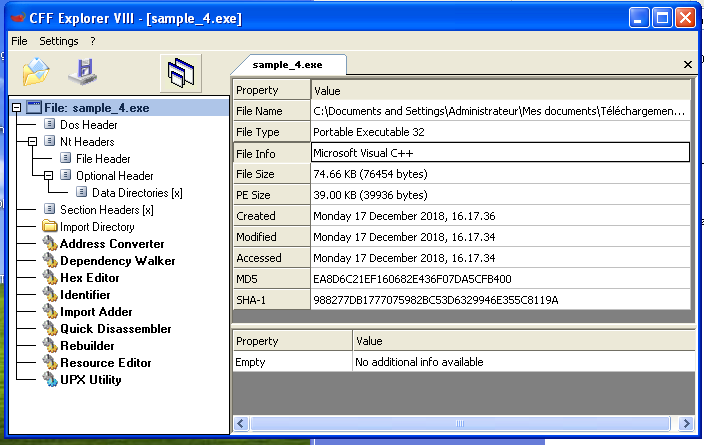 CFF Explorer VIII - [sample_4.exe]
File Settings ?
sample_4.exe
File: sample_4.exe
Dos Header
Nt Headers
File Header
Optional Header
Data Directories [x]
Section Headers [x]
Import Directory
Address Converter
Dependency Walker
Hex Editor
Identifier
Import Adder
Quick Disassembler
Rebuilder
Resource Editor
UPX Utility
Property Value
File Name C:\Documents and Settings\Administrateur\Mes documents\Téléchargemen...
File Type Portable Executable 32
File Info Microsoft Visual C++
File Size 74.66 KB (76454 bytes)
PE Size 39.00 KB (39936 bytes)
Created Monday 17 December 2018, 16.17.36
Modified Monday 17 December 2018, 16.17.34
Accessed Monday 17 December 2018, 16.17.34
MD5 EA8D6C21EF160682E436F07DA5CFB400
SHA-1 988277DB1777075982BC53D6329946E355C8119A
Property Value
Empty No additional info available